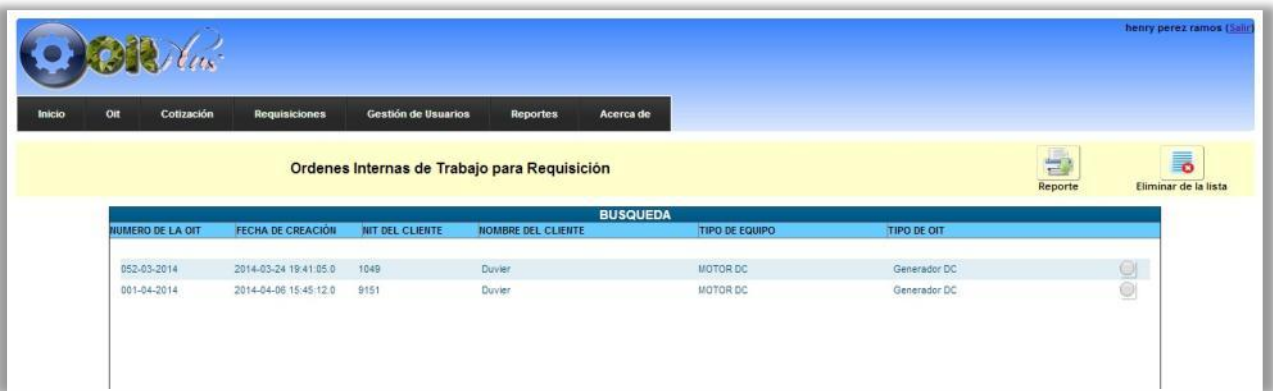 henry perez ramos (Salir)
OIT Plus
Inicio Oit Cotización Requisiciones Gestión de Usuarios Reportes Acerca de
Ordenes Internas de Trabajo para Requisición
Reporte Eliminar de la lista
BUSQUEDA
NUMERO DE LA OIT FECHA DE CREACIÓN NIT DEL CLIENTE NOMBRE DEL CLIENTE TIPO DE EQUIPO TIPO DE OIT
052-03-2014 2014-03-24 19:41:05.0 1049 Duvier MOTOR DC Generador DC
001-04-2014 2014-04-06 15:45:12.0 9151 Duvier MOTOR DC Generador DC